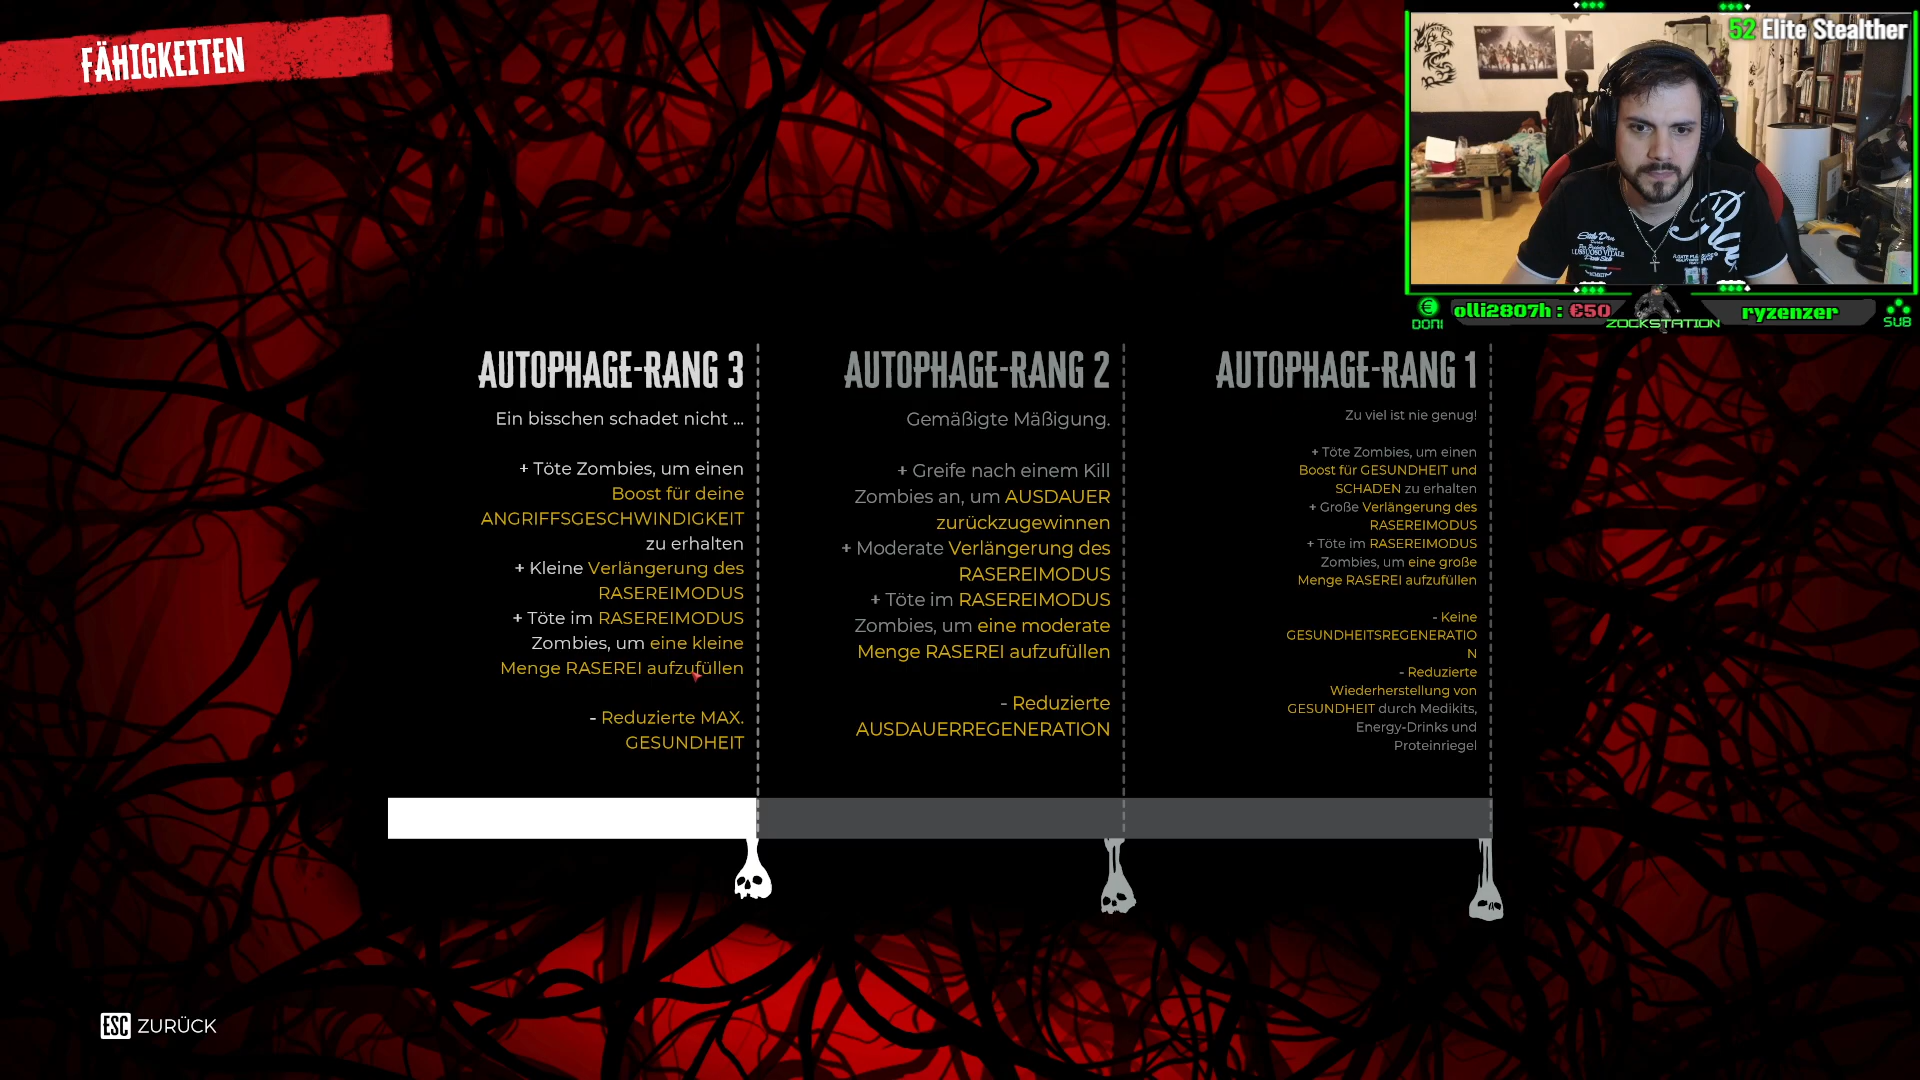 FÄHIGKEITEN
52 Elite Stealther
DONI
olli2807h : €50
ZOCKSTATION
ryzenzer
SUB
AUTOPHAGE-RANG 3
Ein bisschen schadet nicht ...
+ Töte Zombies, um einen
Boost für deine
ANGRIFFSGESCHWINDIGKEIT
zu erhalten
+ Kleine Verlängerung des
RASEREIMODUS
+ Töte im RASEREIMODUS
Zombies, um eine kleine
Menge RASEREI aufzufüllen
- Reduzierte MAX.
GESUNDHEIT
AUTOPHAGE-RANG 2
Gemäßigte Mäßigung.
+ Greife nach einem Kill
Zombies an, um AUSDAUER
zurückzugewinnen
+ Moderate Verlängerung des
RASEREIMODUS
+ Töte im RASEREIMODUS
Zombies, um eine moderate
Menge RASEREI aufzufüllen
- Reduzierte
AUSDAUERREGENERATION
AUTOPHAGE-RANG 1
Zu viel ist nie genug!
+ Töte Zombies, um einen
Boost für GESUNDHEIT und
SCHADEN zu erhalten
+ Große Verlängerung des
RASEREIMODUS
+ Töte im RASEREIMODUS
Zombies, um eine große
Menge RASEREI aufzufüllen
- Keine
GESUNDHEITSREGENERATIO
N
- Reduzierte
Wiederherstellung von
GESUNDHEIT durch Medikits,
Energy-Drinks und
Proteinriegel
ESC ZURÜCK